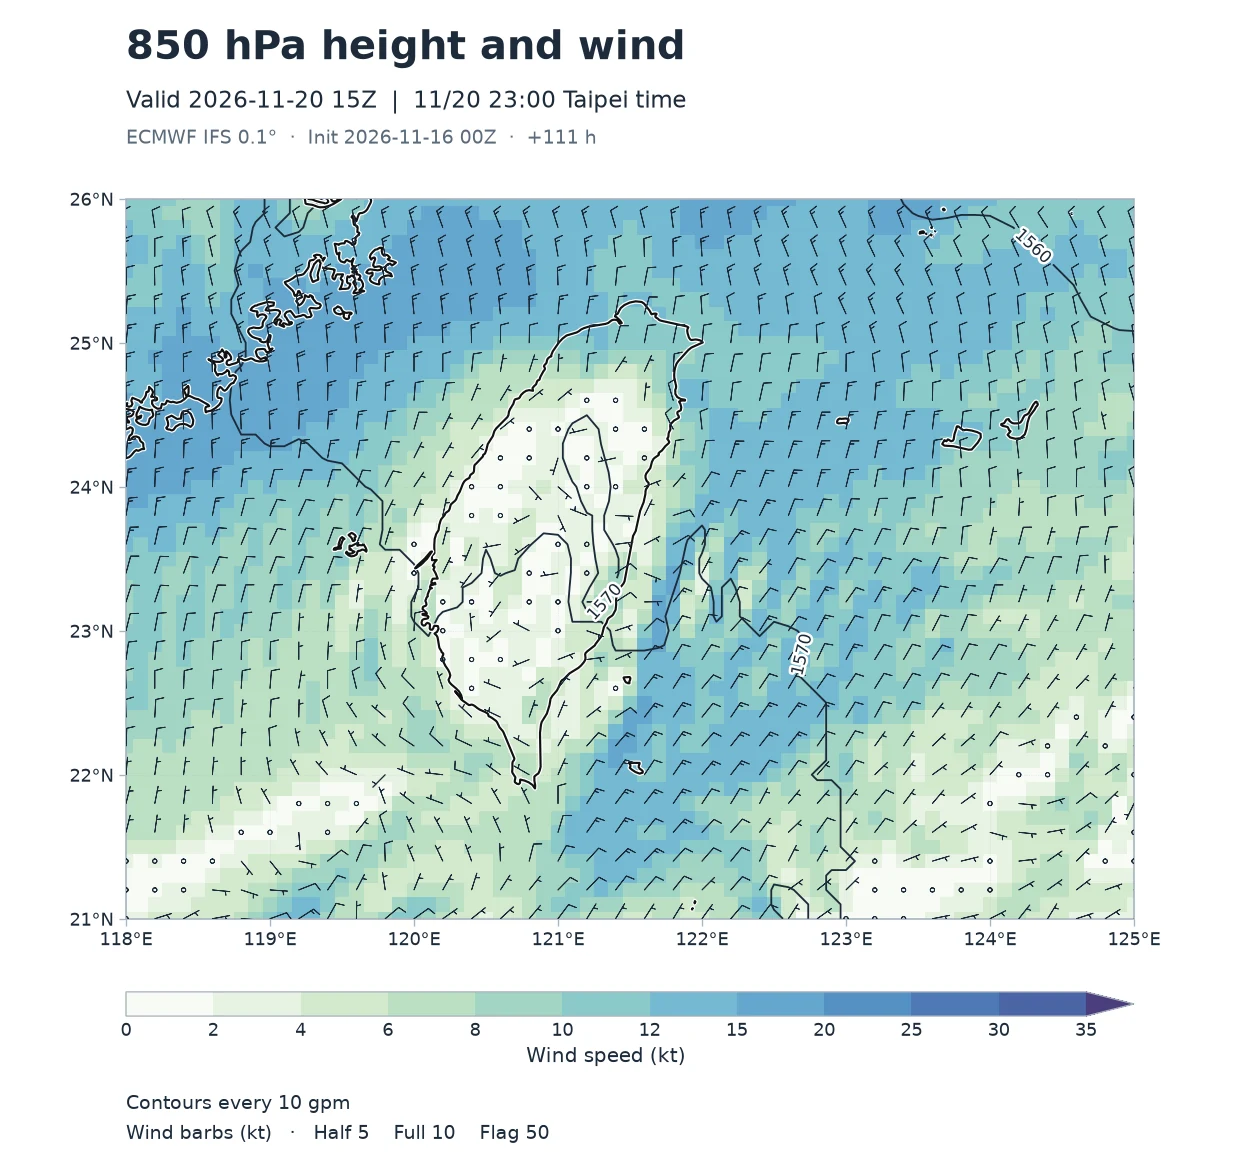 850 hPa height and wind
Valid 2026-11-20 15Z | 11/20 23:00 Taipei time
ECMWF IFS 0.1° · Init 2026-11-16 00Z · +111 h
26°N
25°N
24°N
23°N
22°N
21°N
1560
1570
1570
118°E 119°E 120°E 121°E 122°E 123°E 124°E 125°E
0 2 4 6 8 10 12 15 20 25 30 35
Wind speed (kt)
Contours every 10 gpm
Wind barbs (kt) · Half 5 Full 10 Flag 50